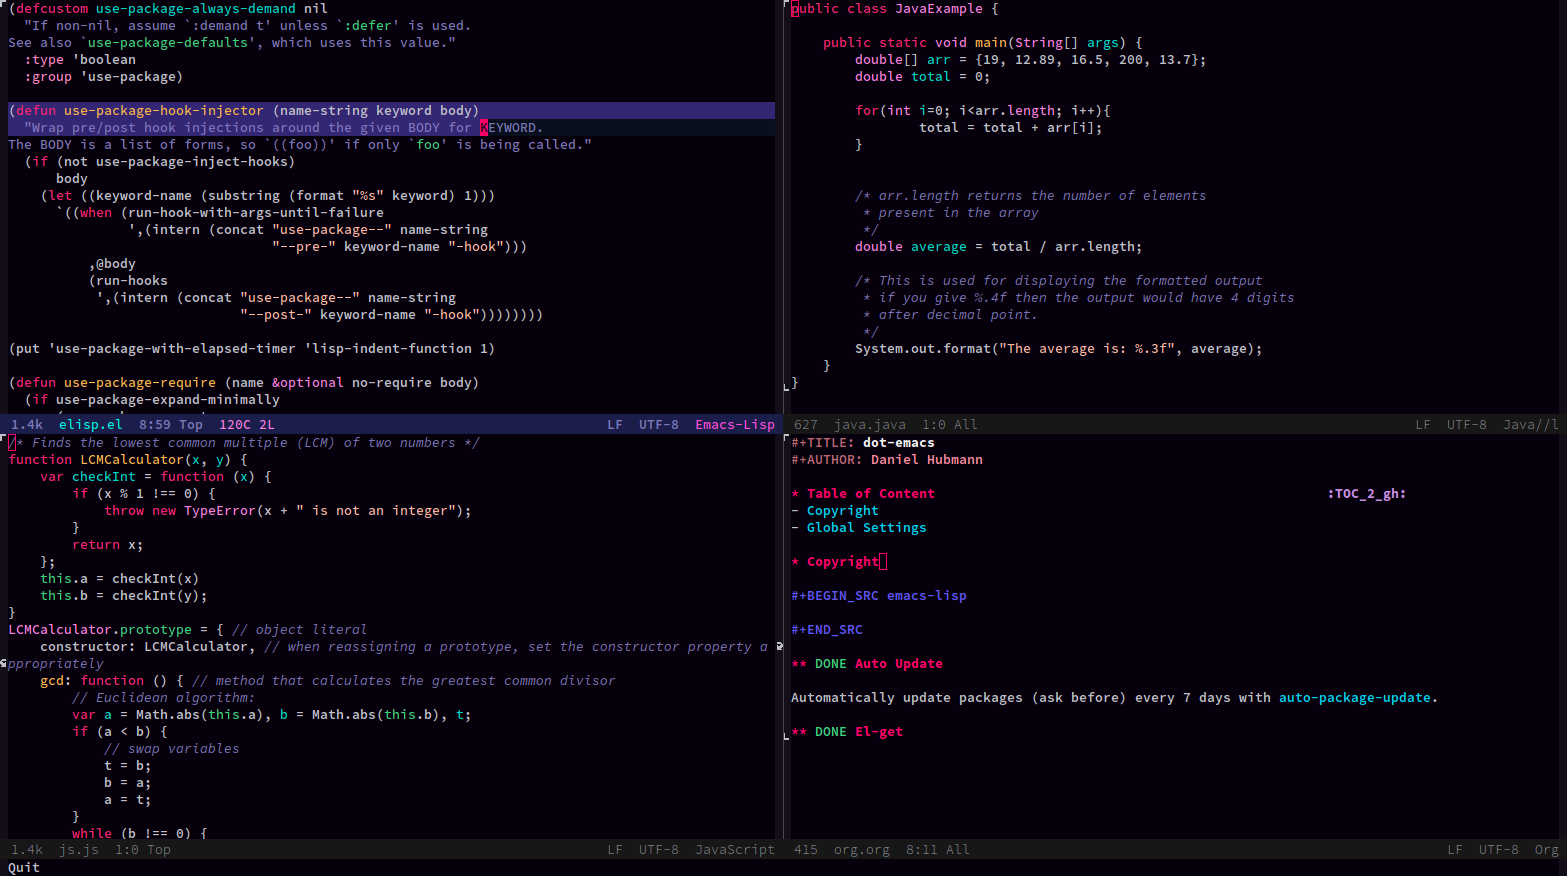 (defcustom use-package-always-demand nil
  "If non-nil, assume `:demand t' unless `:defer' is used.
See also `use-package-defaults', which uses this value."
  :type 'boolean
  :group 'use-package)

(defun use-package-hook-injector (name-string keyword body)
  "Wrap pre/post hook injections around the given BODY for KEYWORD.
The BODY is a list of forms, so `((foo))' if only `foo' is being called."
  (if (not use-package-inject-hooks)
      body
    (let ((keyword-name (substring (format "%s" keyword) 1)))
      `((when (run-hook-with-args-until-failure
               ',(intern (concat "use-package--" name-string
                                 "--pre-" keyword-name "-hook")))
          ,@body
          (run-hooks
           ',(intern (concat "use-package--" name-string
                             "--post-" keyword-name "-hook"))))))))

(put 'use-package-with-elapsed-timer 'lisp-indent-function 1)

(defun use-package-require (name &optional no-require body)
  (if use-package-expand-minimally
1.4k  elisp.el  8:59 Top  120C 2L  LF  UTF-8  Emacs-Lisp
public class JavaExample {

    public static void main(String[] args) {
        double[] arr = {19, 12.89, 16.5, 200, 13.7};
        double total = 0;

        for(int i=0; i<arr.length; i++){
                total = total + arr[i];
        }

        /* arr.length returns the number of elements
         * present in the array
         */
        double average = total / arr.length;

        /* This is used for displaying the formatted output
         * if you give %.4f then the output would have 4 digits
         * after decimal point.
         */
        System.out.format("The average is: %.3f", average);
    }
}
627  java.java  1:0 All  LF  UTF-8  Java//l
/* Finds the lowest common multiple (LCM) of two numbers */
function LCMCalculator(x, y) {
    var checkInt = function (x) {
        if (x % 1 !== 0) {
            throw new TypeError(x + " is not an integer");
        }
        return x;
    };
    this.a = checkInt(x)
    this.b = checkInt(y);
}
LCMCalculator.prototype = { // object literal
    constructor: LCMCalculator, // when reassigning a prototype, set the constructor property a
ppropriately
    gcd: function () { // method that calculates the greatest common divisor
        // Euclidean algorithm:
        var a = Math.abs(this.a), b = Math.abs(this.b), t;
        if (a < b) {
            // swap variables
            t = b;
            b = a;
            a = t;
        }
        while (b !== 0) {
1.4k  js.js  1:0 Top  LF  UTF-8  JavaScript
#+TITLE: dot-emacs
#+AUTHOR: Daniel Hubmann

* Table of Content  :TOC_2_gh:
- Copyright
- Global Settings

* Copyright

#+BEGIN_SRC emacs-lisp

#+END_SRC

** DONE Auto Update

Automatically update packages (ask before) every 7 days with auto-package-update.

** DONE El-get
415  org.org  8:11 All  LF  UTF-8  Org
Quit